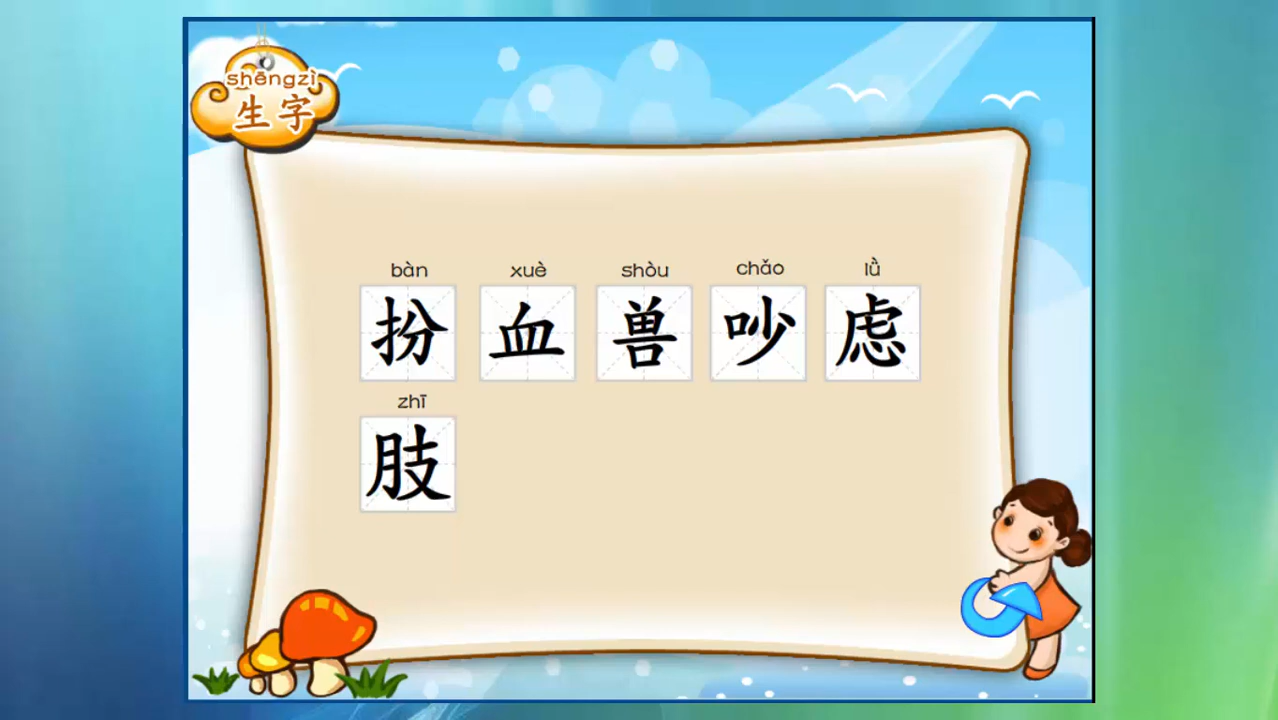 shēngzì
生字
bàn xuè shòu chǎo lǜ
扮 血 兽 吵 虑
zhī
肢